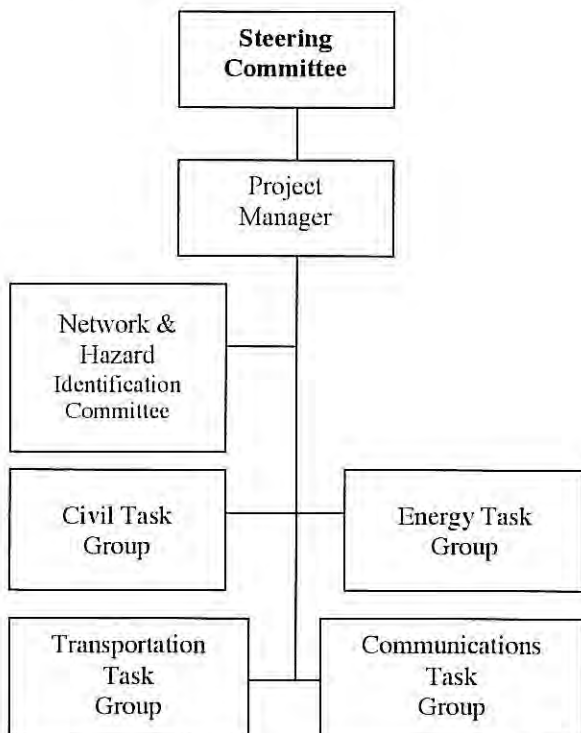 Steering
Committee
Project
Manager
Network &
Hazard
Identification
Committee
Civil Task
Group
Energy Task
Group
Transportation
Task
Group
Communications
Task
Group